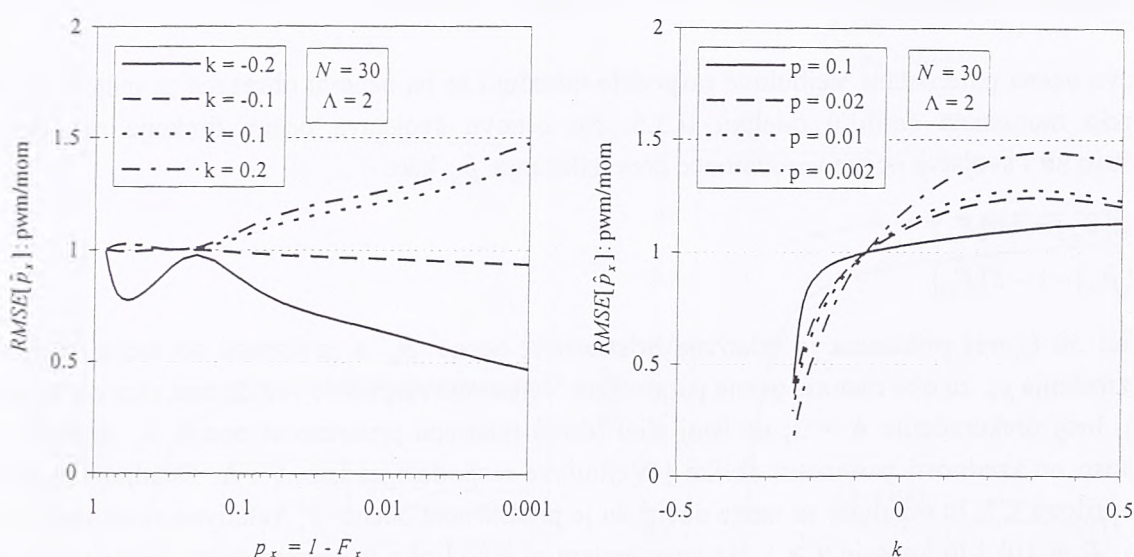 2
1.5
1
0.5
0
k = -0.2
k = -0.1
k = 0.1
k = 0.2
N = 30
Λ = 2
RMSE[p̂x] : pwm/mom
1 0.1 0.01 0.001
px = 1 - Fx
2
1.5
1
0.5
0
p = 0.1
p = 0.02
p = 0.01
p = 0.002
N = 30
Λ = 2
RMSE[p̂x] : pwm/mom
-0.5 0 0.5
k